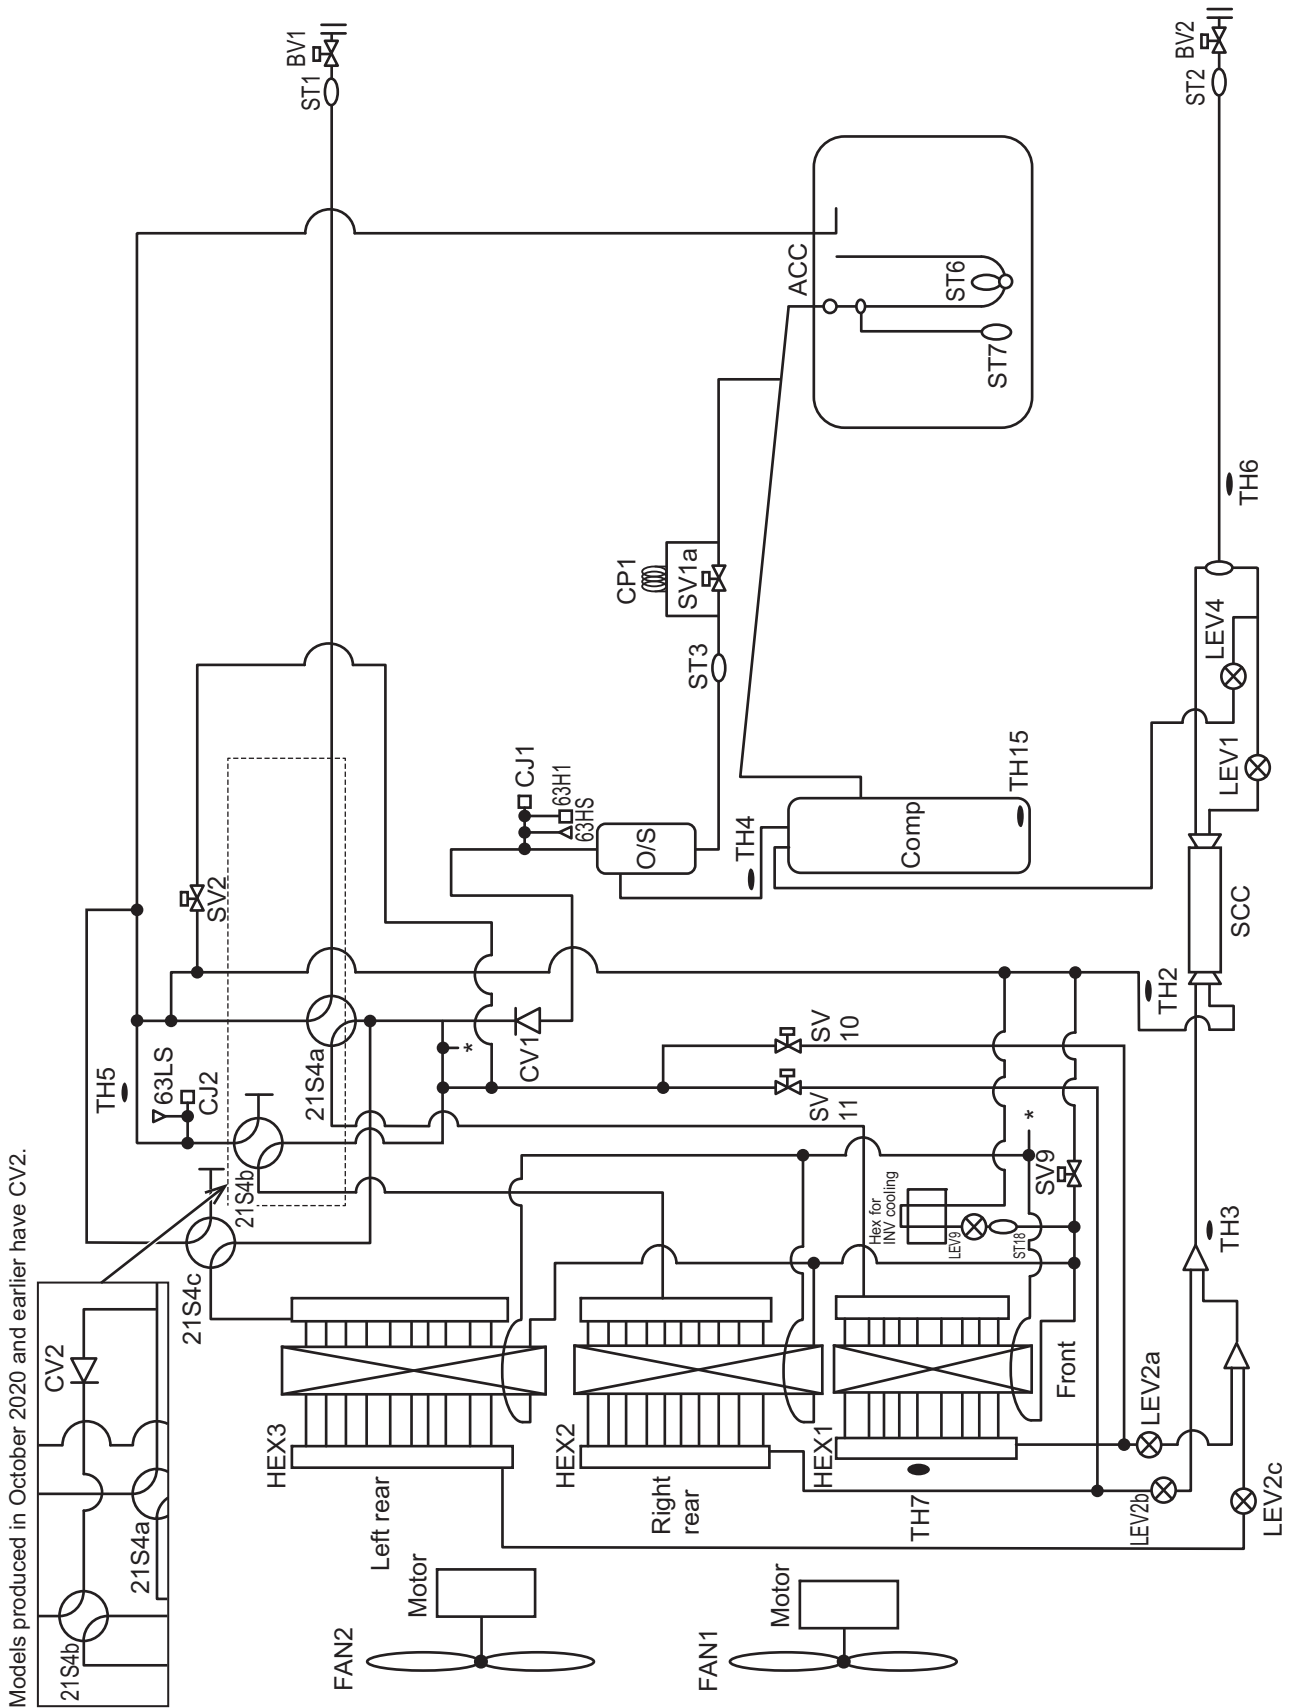 Models produced in October 2020 and earlier have CV2.
CV2
21S4b
21S4a
TH5
63LS
CJ2
21S4c
21S4b
21S4a
SV2
BV1
ST1
CJ1
63H1
63HS
O/S
CV1
*
CP1
SV1a
ST3
TH4
Comp
TH15
ACC
ST6
ST7
BV2
ST2
TH6
LEV4
LEV1
SCC
TH2
TH3
SV
10
SV
11
*
SV9
Hex for
INV cooling
LEV9
ST18
Front
HEX3
HEX2
HEX1
Left rear
Right
rear
TH7
LEV2a
LEV2b
LEV2c
Motor
FAN2
Motor
FAN1